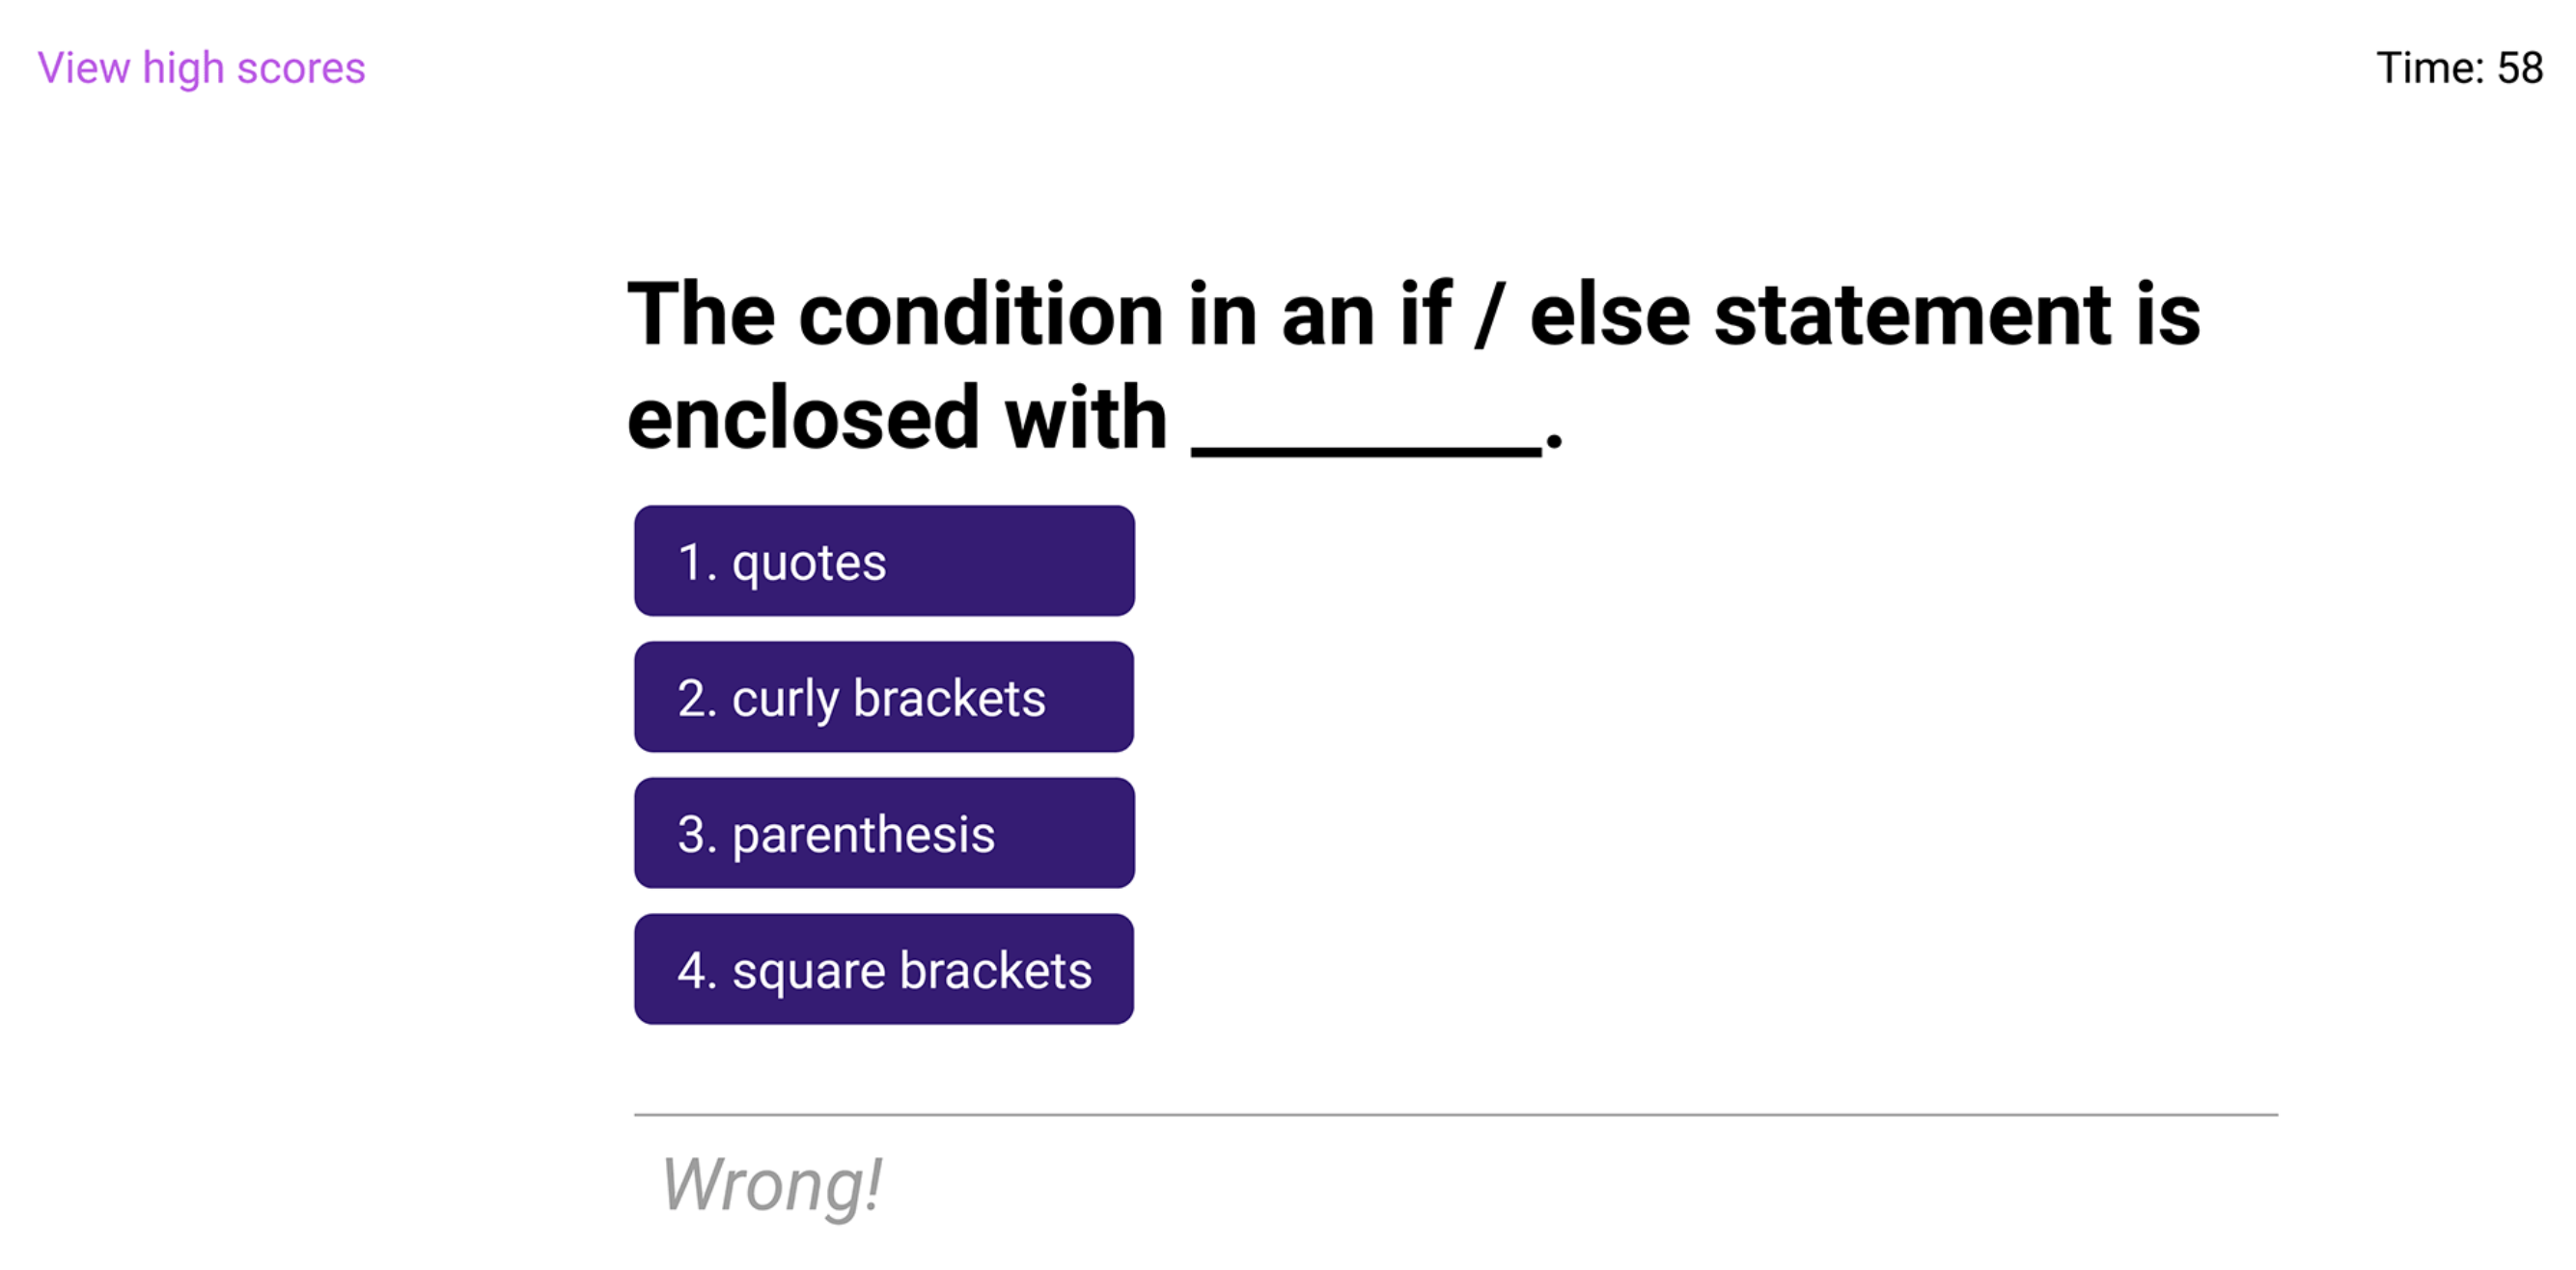 View high scores
Time: 58
The condition in an if / else statement is
enclosed with ________.
1. quotes
2. curly brackets
3. parenthesis
4. square brackets
Wrong!